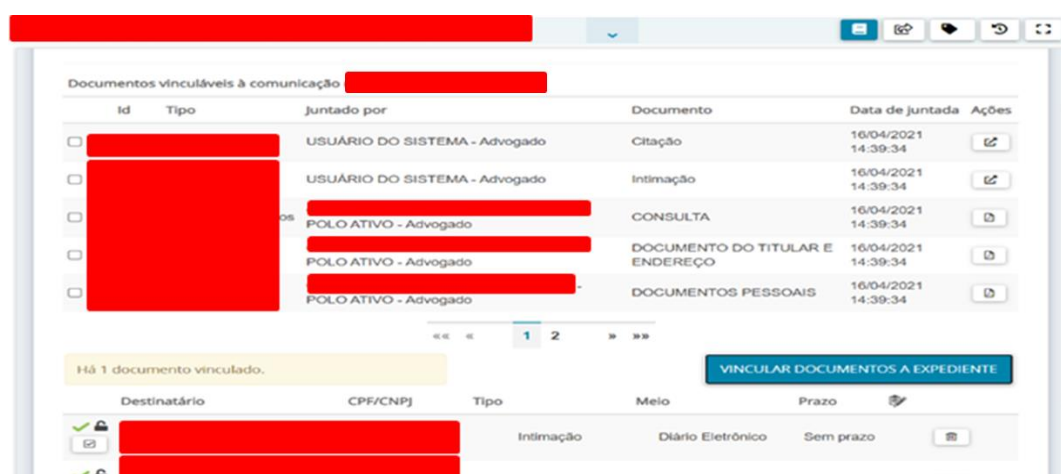 Documentos vinculáveis à comunicação
Id Tipo Juntado por Documento Data de juntada Ações
USUÁRIO DO SISTEMA - Advogado Citação 16/04/2021
14:39:34
USUÁRIO DO SISTEMA - Advogado Intimação 16/04/2021
14:39:34
os POLO ATIVO - Advogado CONSULTA 16/04/2021
14:39:34
POLO ATIVO - Advogado DOCUMENTO DO TITULAR E
ENDEREÇO 16/04/2021
14:39:34
- POLO ATIVO - Advogado DOCUMENTOS PESSOAIS 16/04/2021
14:39:34
«« « 1 2 » »»
Há 1 documento vinculado. VINCULAR DOCUMENTOS A EXPEDIENTE
Destinatário CPF/CNPJ Tipo Meio Prazo
Intimação Diário Eletrônico Sem prazo